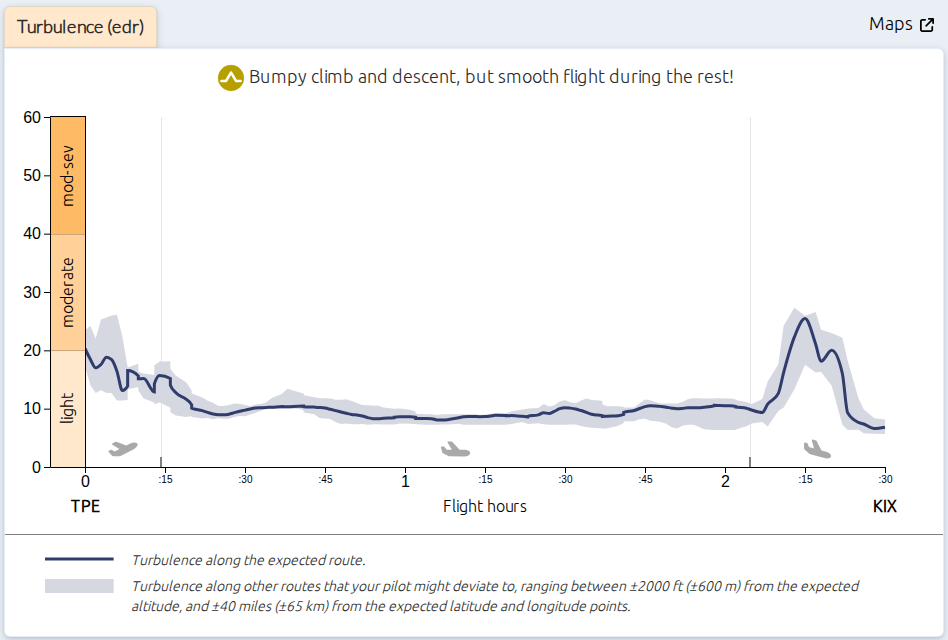 Turbulence (edr)
Maps
Bumpy climb and descent, but smooth flight during the rest!
60
50
40
30
20
10
0
mod-sev
moderate
light
0 :15 :30 :45 1 :15 :30 :45 2 :15 :30
TPE Flight hours KIX
Turbulence along the expected route.
Turbulence along other routes that your pilot might deviate to, ranging between ±2000 ft (±600 m) from the expected
altitude, and ±40 miles (±65 km) from the expected latitude and longitude points.